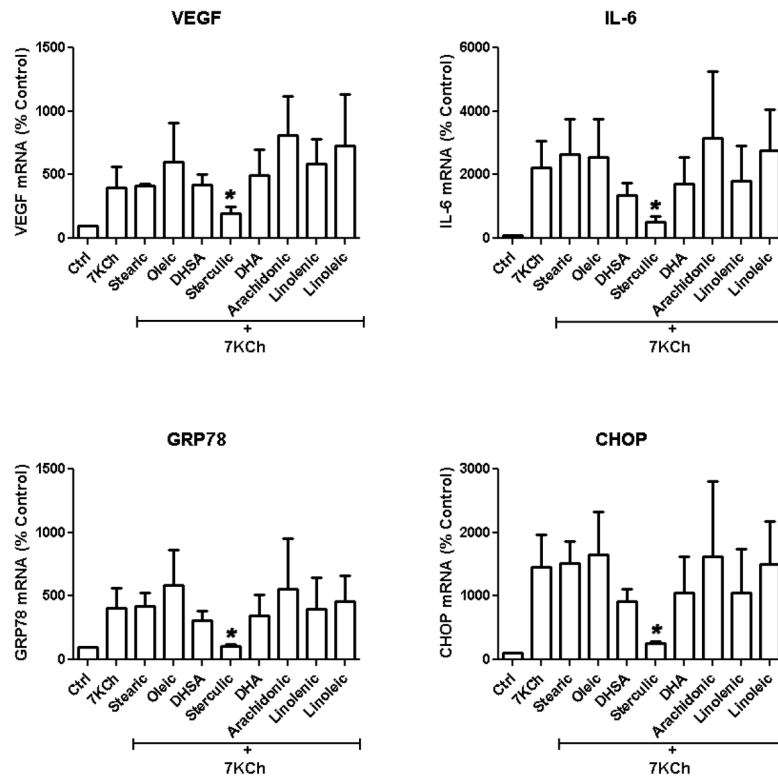 VEGF
VEGF mRNA (% Control)
1500
1000
500
0
Ctrl
7KCh
Stearic
Oleic
DHSA
Sterculic
DHA
Arachidonic
Linolenic
Linoleic
*
+
7KCh
IL-6
IL-6 mRNA (% Control)
6000
4000
2000
0
Ctrl
7KCh
Stearic
Oleic
DHSA
Sterculic
DHA
Arachidonic
Linolenic
Linoleic
*
+
7KCh
GRP78
GRP78 mRNA (% Control)
1500
1000
500
0
Ctrl
7KCh
Stearic
Oleic
DHSA
Sterculic
DHA
Arachidonic
Linolenic
Linoleic
*
+
7KCh
CHOP
CHOP mRNA (% Control)
3000
2000
1000
0
Ctrl
7KCh
Stearic
Oleic
DHSA
Sterculic
DHA
Arachidonic
Linolenic
Linoleic
*
+
7KCh